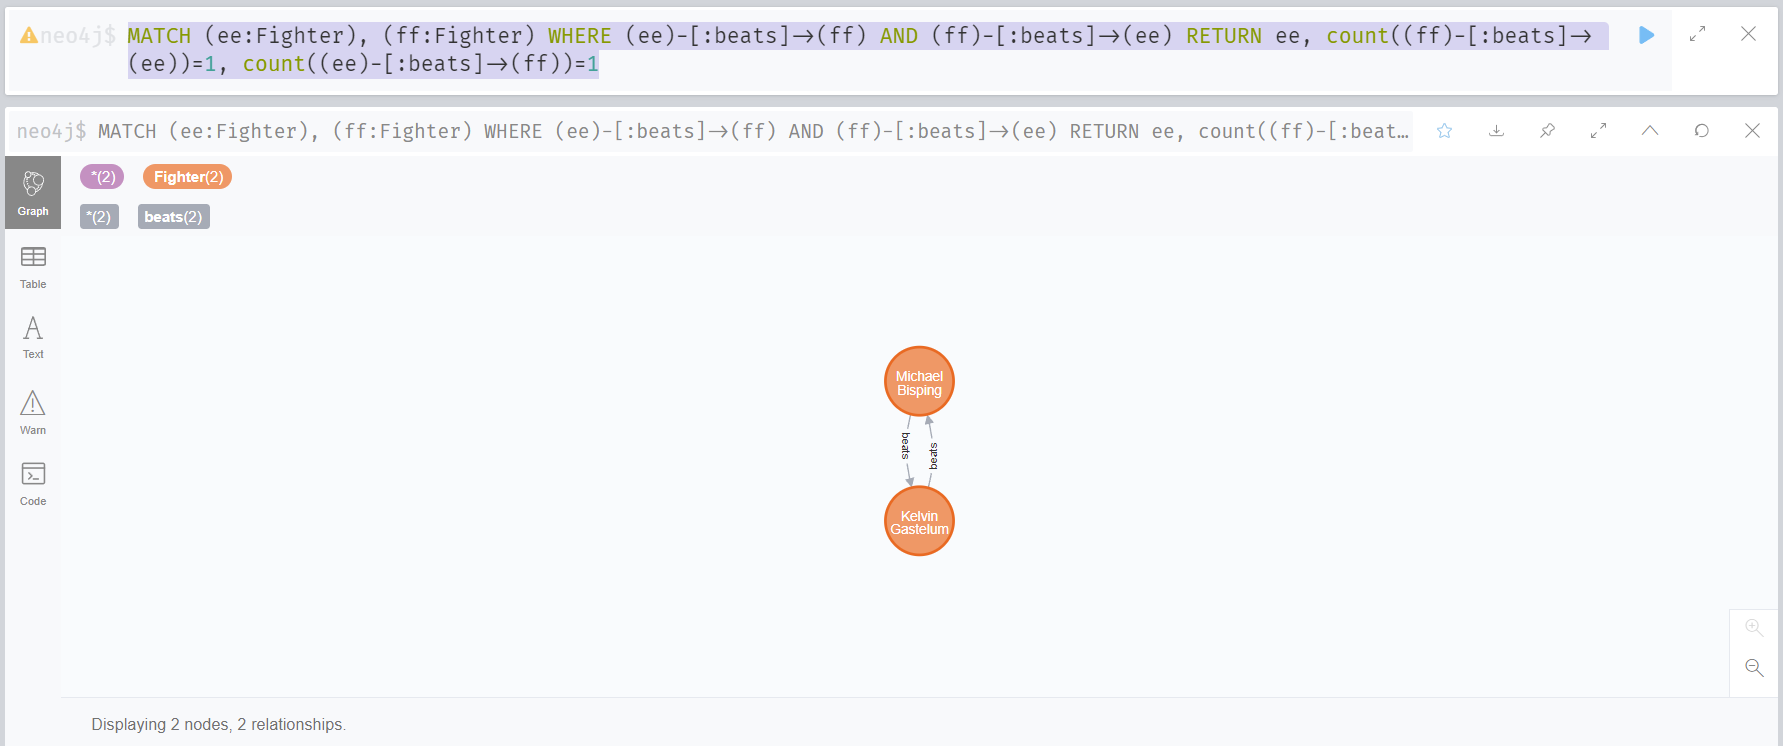 neo4j$ MATCH (ee:Fighter), (ff:Fighter) WHERE (ee)-[:beats]->(ff) AND (ff)-[:beats]->(ee) RETURN ee, count((ff)-[:beats]->
(ee))=1, count((ee)-[:beats]->(ff))=1
neo4j$ MATCH (ee:Fighter), (ff:Fighter) WHERE (ee)-[:beats]->(ff) AND (ff)-[:beats]->(ee) RETURN ee, count((ff)-[:beat…
*(2) Fighter(2)
*(2) beats(2)
Graph
Table
Text
Warn
Code
Michael
Bisping
beats
beats
Kelvin
Gastelum
Displaying 2 nodes, 2 relationships.